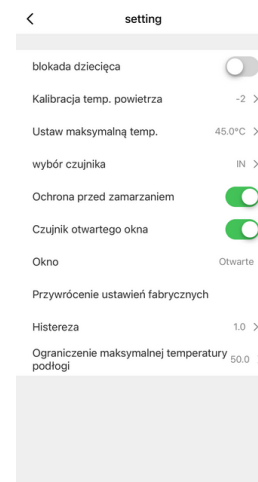 setting
blokada dziecięca
Kalibracja temp. powietrza -2
Ustaw maksymalną temp. 45.0°C
wybór czujnika IN
Ochrona przed zamarzaniem
Czujnik otwartego okna
Okno Otwarte
Przywrócenie ustawień fabrycznych
Histereza 1.0
Ograniczenie maksymalnej temperatury
podłogi 50.0